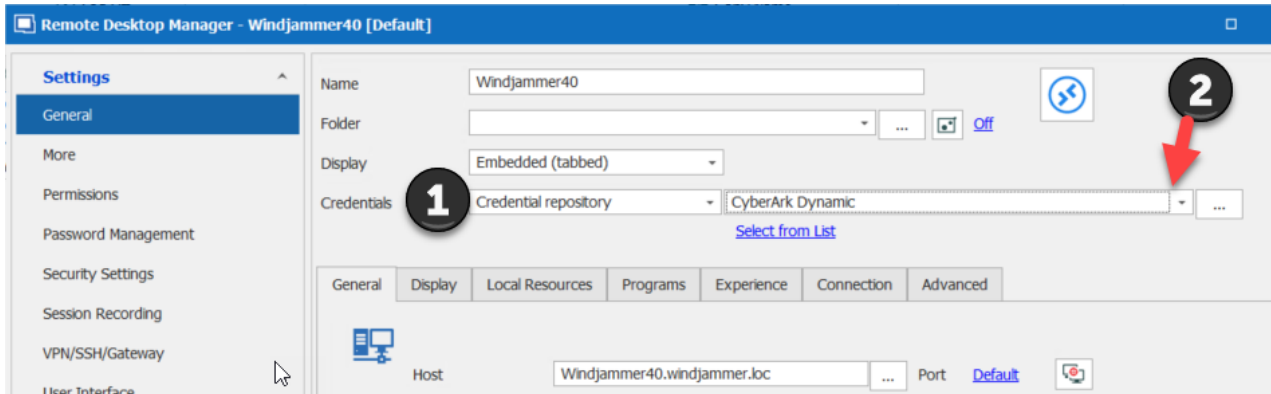 Remote Desktop Manager - Windjammer40 [Default]
Settings
General
More
Permissions
Password Management
Security Settings
Session Recording
VPN/SSH/Gateway
User Interface
Name Windjammer40
Folder ... Off
Display Embedded (tabbed)
Credentials 1 Credential repository CyberArk Dynamic ...
2
Select from List
General Display Local Resources Programs Experience Connection Advanced
Host Windjammer40.windjammer.loc ... Port Default